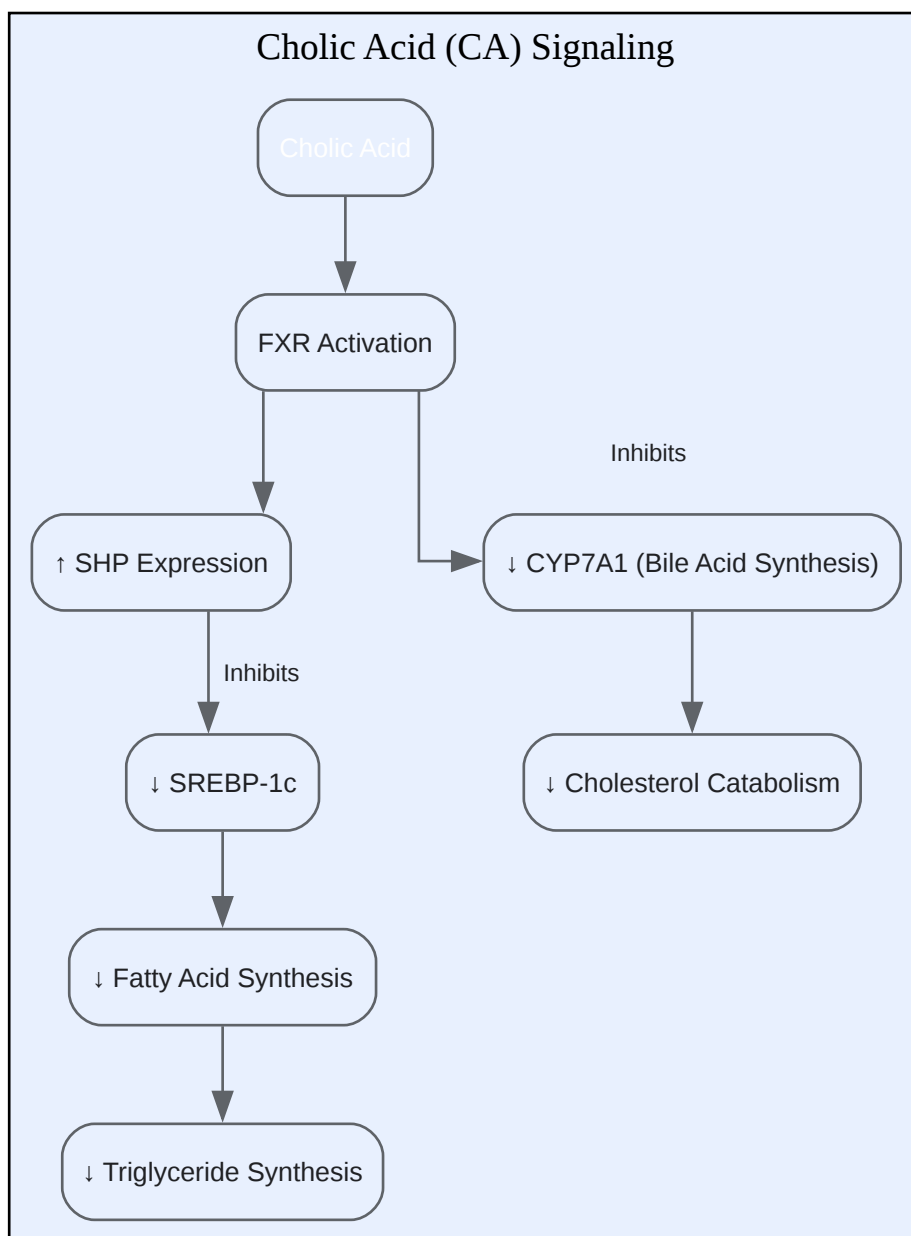 Cholic Acid (CA) Signaling
Cholic Acid
FXR Activation
Inhibits
↑ SHP Expression
↓ CYP7A1 (Bile Acid Synthesis)
Inhibits
↓ SREBP-1c
↓ Cholesterol Catabolism
↓ Fatty Acid Synthesis
↓ Triglyceride Synthesis